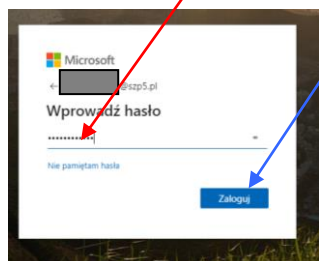 Microsoft
@szp5.pl
Wprowadź hasło
Nie pamiętam hasła
Zaloguj